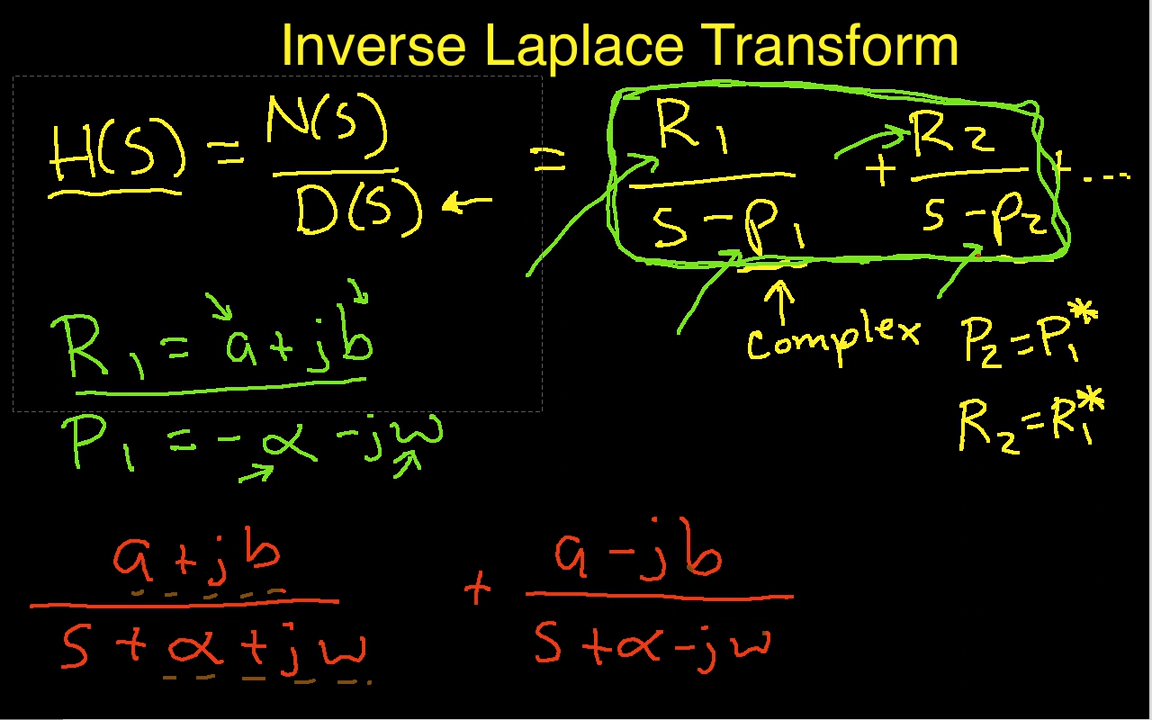 Inverse Laplace Transform
H(S) = N(S) / D(S) = R1 / (S - P1) + R2 / (S - P2) + ...
complex
R1 = a + jb
P2 = P1*
P1 = -α - jω
R2 = R1*
(a + jb) / (S + α + jω) + (a - jb) / (S + α - jω)